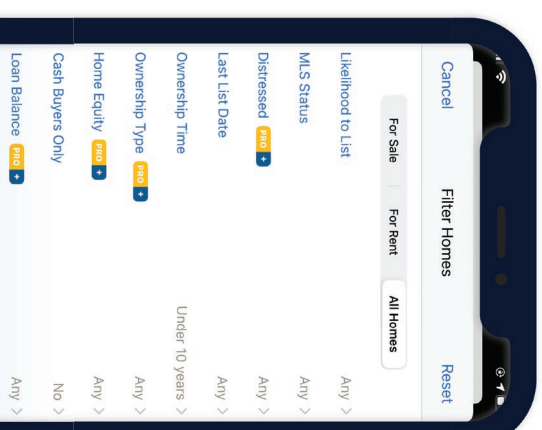 Cancel Filter Homes Reset
For Sale For Rent All Homes
Likelihood to List Any >
MLS Status Any >
Distressed PRO + Any >
Last List Date Any >
Ownership Time Under 10 years >
Ownership Type PRO + Any >
Home Equity PRO + Any >
Cash Buyers Only No >
Loan Balance PRO + Any >